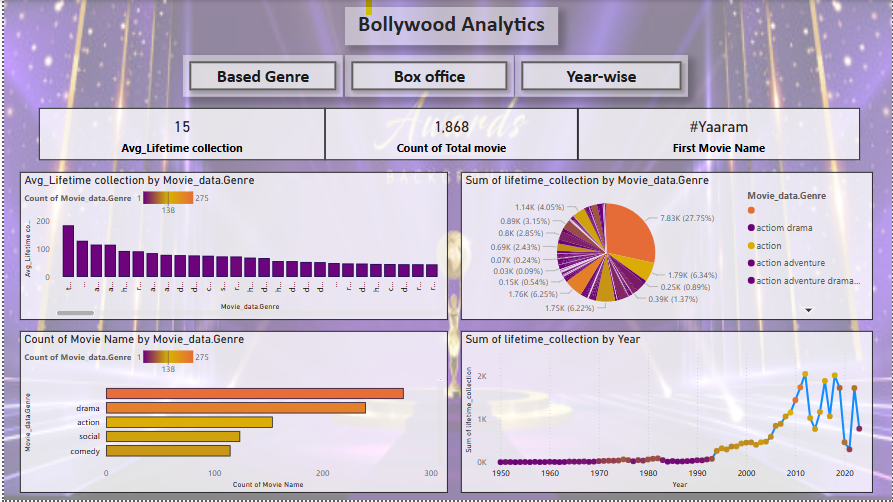 Bollywood Analytics
Based Genre
Box office
Year-wise
15
Avg_Lifetime collection
1,868
Count of Total movie
#Yaaram
First Movie Name
Awards
BACKGROUND
Avg_Lifetime collection by Movie_data.Genre
Count of Movie_data.Genre 1 275
138
Avg_Lifetime co...
200
100
0
t... ... a... a... h... r... a... d... d... c... s... r... h... d... h... d... d... d... ... r... d... h... c... d... r... r...
Movie_data.Genre
Sum of lifetime_collection by Movie_data.Genre
1.14K (4.05%)
0.89K (3.15%)
0.8K (2.85%)
0.69K (2.43%)
0.07K (0.24%)
0.03K (0.09%)
0.15K (0.54%)
1.76K (6.25%)
1.75K (6.22%)
7.83K (27.75%)
1.79K (6.34%)
0.25K (0.89%)
0.39K (1.37%)
Movie_data.Genre
actiom drama
action
action adventure
action adventure drama...
Count of Movie Name by Movie_data.Genre
Count of Movie_data.Genre 1 275
138
Movie_data.Genre
drama
action
social
comedy
0 100 200 300
Count of Movie Name
Sum of lifetime_collection by Year
Sum of lifetime_collection
2K
1K
0K
1950 1960 1970 1980 1990 2000 2010 2020
Year